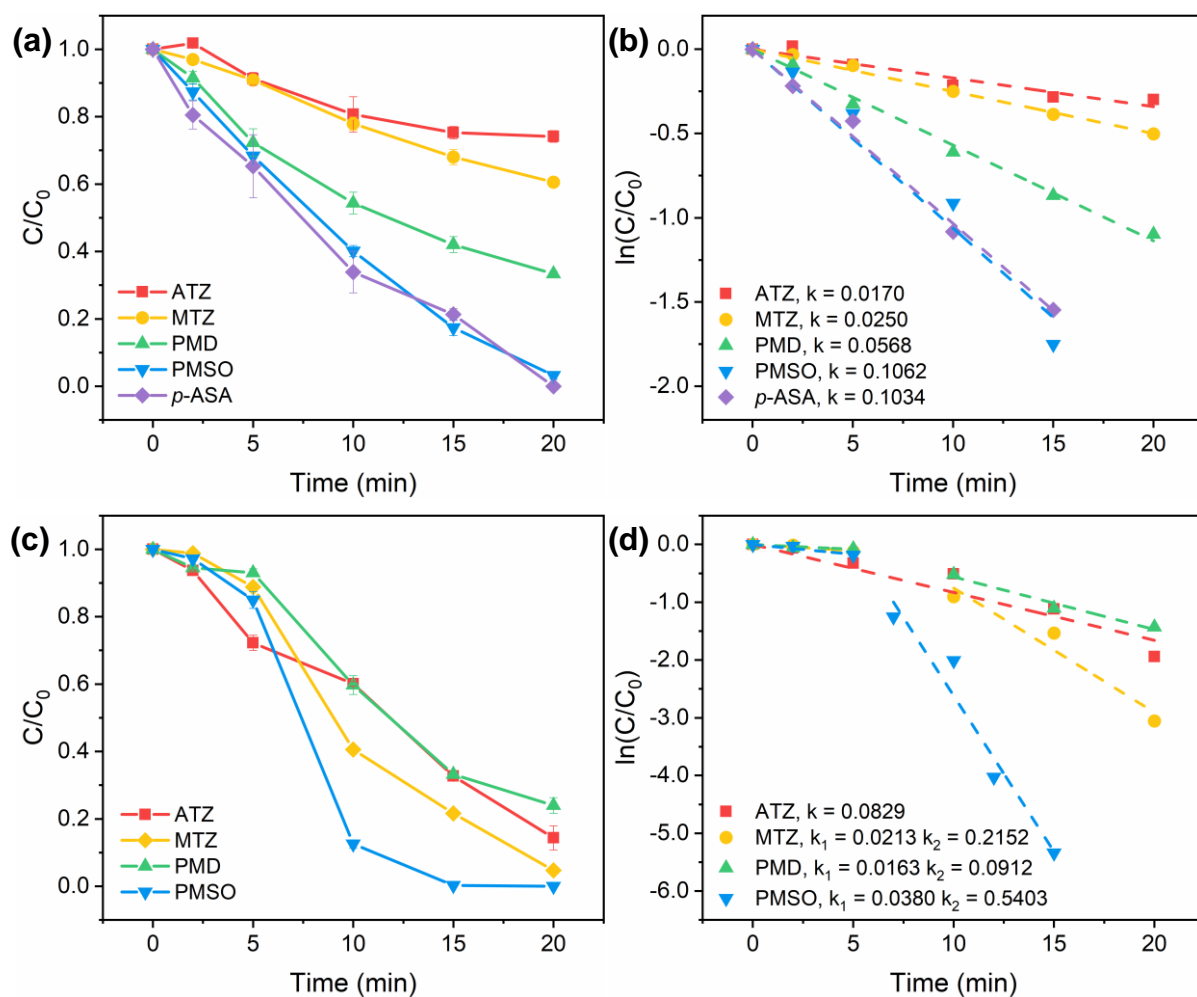 (a)
1.0
0.8
0.6
0.4
0.2
0.0
C/C₀
ATZ
MTZ
PMD
PMSO
p-ASA
0 5 10 15 20
Time (min)
(b)
0.0
-0.5
-1.0
-1.5
-2.0
ln(C/C₀)
ATZ, k = 0.0170
MTZ, k = 0.0250
PMD, k = 0.0568
PMSO, k = 0.1062
p-ASA, k = 0.1034
0 5 10 15 20
Time (min)
(c)
1.0
0.8
0.6
0.4
0.2
0.0
C/C₀
ATZ
MTZ
PMD
PMSO
0 5 10 15 20
Time (min)
(d)
0.0
-1.0
-2.0
-3.0
-4.0
-5.0
-6.0
ln(C/C₀)
ATZ, k = 0.0829
MTZ, k₁ = 0.0213 k₂ = 0.2152
PMD, k₁ = 0.0163 k₂ = 0.0912
PMSO, k₁ = 0.0380 k₂ = 0.5403
0 5 10 15 20
Time (min)